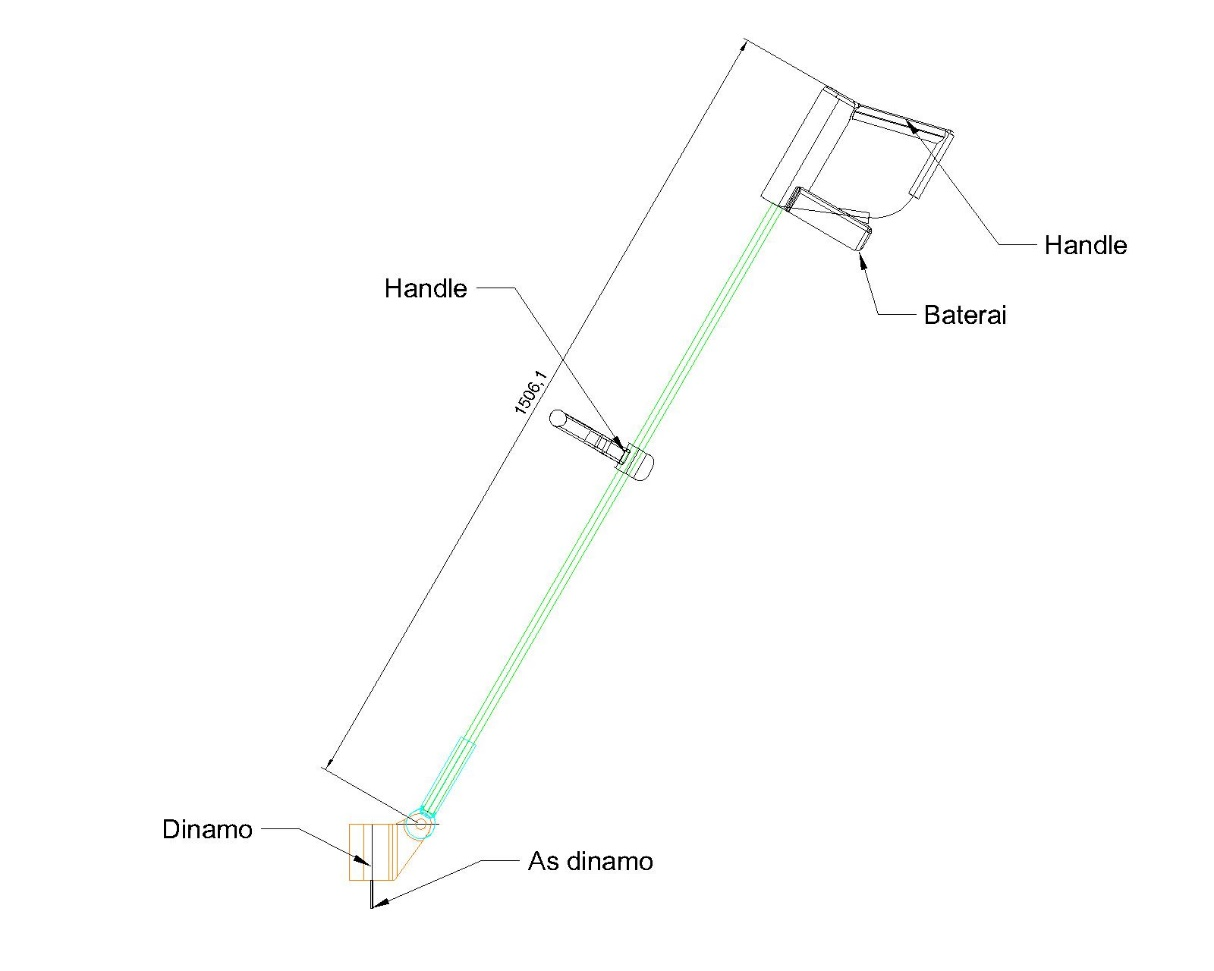 Handle
Baterai
Handle
1506,1
Dinamo
As dinamo